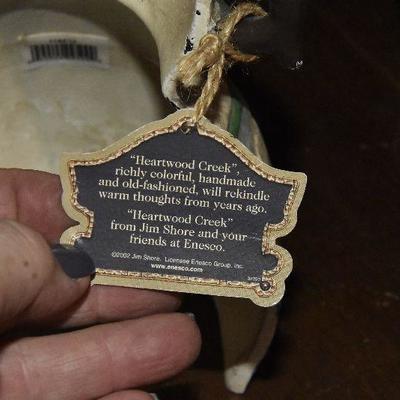 "Heartwood Creek",
richly colorful, handmade
and old-fashioned, will rekindle
warm thoughts from years ago.
"Heartwood Creek"
from Jim Shore and your
friends at Enesco.
©2002 Jim Shore. Licensee Enesco Group, Inc.
www.enesco.com